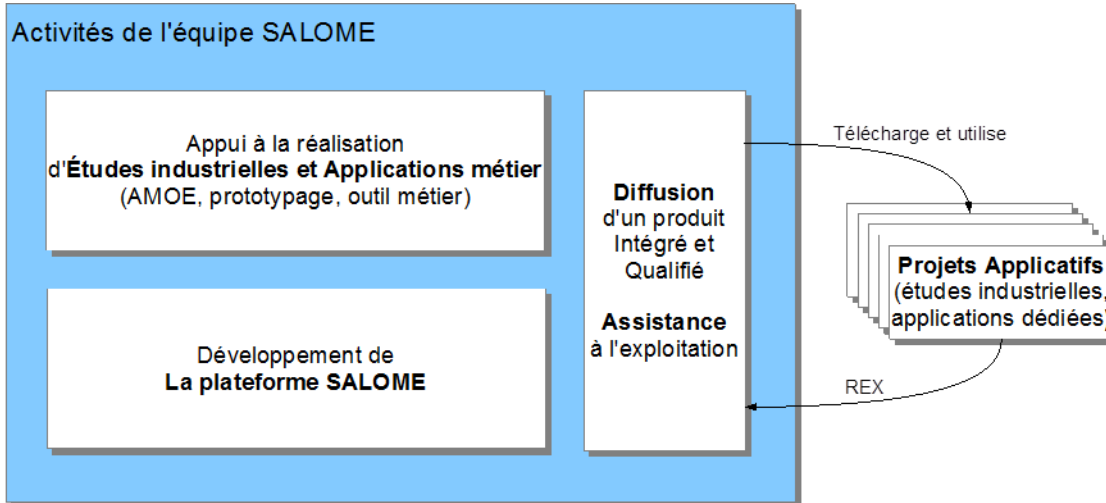 Activités de l'équipe SALOME
Appui à la réalisation
d'Études industrielles et Applications métier
(AMOE, prototypage, outil métier)
Développement de
La plateforme SALOME
Diffusion
d'un produit
Intégré et
Qualifié
Assistance
à l'exploitation
Télécharge et utilise
Projets Applicatifs
(études industrielles,
applications dédiées)
REX